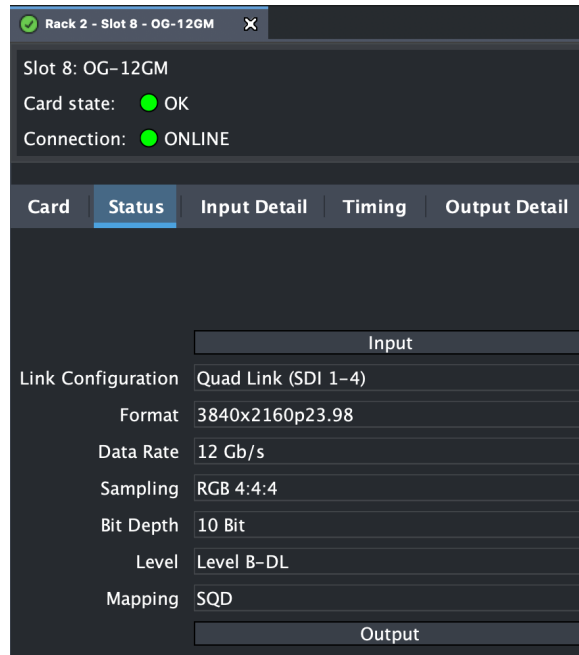 Rack 2 - Slot 8 - OG-12GM
Slot 8: OG-12GM
Card state: OK
Connection: ONLINE
Card Status Input Detail Timing Output Detail
Input
Link Configuration Quad Link (SDI 1-4)
Format 3840x2160p23.98
Data Rate 12 Gb/s
Sampling RGB 4:4:4
Bit Depth 10 Bit
Level Level B-DL
Mapping SQD
Output